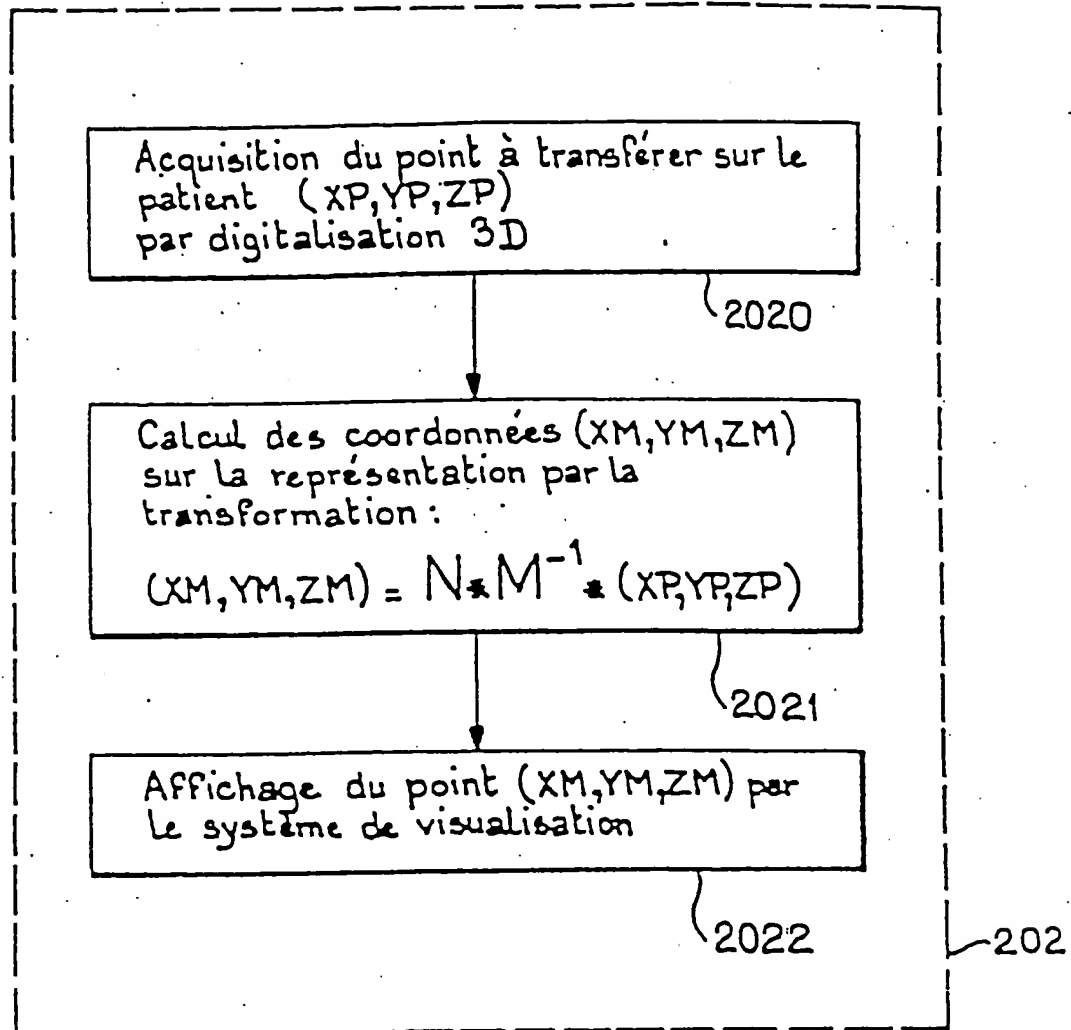 Acquisition du point à transférer sur le
patient (XP,YP,ZP)
par digitalisation 3D
2020
Calcul des coordonnées (XM,YM,ZM)
sur la représentation par la
transformation :
(XM,YM,ZM) = N*M⁻¹*(XP,YP,ZP)
2021
Affichage du point (XM,YM,ZM) par
le système de visualisation
2022
202